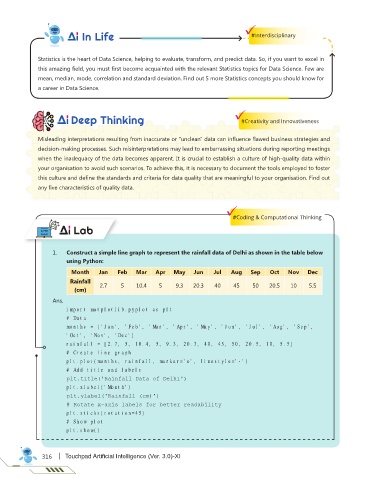 Ai In Life
#Interdisciplinary
Statistics is the heart of Data Science, helping to evaluate, transform, and predict data. So, if you want to excel in
this amazing field, you must first become acquainted with the relevant Statistics topics for Data Science. Few are
mean, median, mode, correlation and standard deviation. Find out 5 more Statistics concepts you should know for
a career in Data Science.
Ai Deep Thinking
#Creativity and Innovativeness
Misleading interpretations resulting from inaccurate or "unclean" data can influence flawed business strategies and
decision-making processes. Such misinterpretations may lead to embarrassing situations during reporting meetings
when the inadequacy of the data becomes apparent. It is crucial to establish a culture of high-quality data within
your organisation to avoid such scenarios. To achieve this, it is necessary to document the tools employed to foster
this culture and define the standards and criteria for data quality that are meaningful to your organisation. Find out
any five characteristics of quality data.
#Coding & Computational Thinking
Ai Lab
1. Construct a simple line graph to represent the rainfall data of Delhi as shown in the table below
using Python:
Month Jan Feb Mar Apr May Jun Jul Aug Sep Oct Nov Dec
Rainfall (cm) 2.7 5 10.4 5 9.3 20.3 40 45 50 20.5 10 5.5
Ans.
import matplotlib.pyplot as plt
# Data
months = ['Jan', 'Feb', 'Mar', 'Apr', 'May', 'Jun', 'Jul', 'Aug', 'Sep',
'Oct', 'Nov', 'Dec']
rainfall = [2.7, 5, 10.4, 5, 9.3, 20.3, 40, 45, 50, 20.5, 10, 5.5]
# Create line graph
plt.plot(months, rainfall, marker='o', linestyle='-')
# Add title and labels
plt.title('Rainfall Data of Delhi')
plt.xlabel('Month')
plt.ylabel('Rainfall (cm)')
# Rotate x-axis labels for better readability
plt.xticks(rotation=45)
# Show plot
plt.show()
316 | Touchpad Artificial Intelligence (Ver. 3.0)-XI